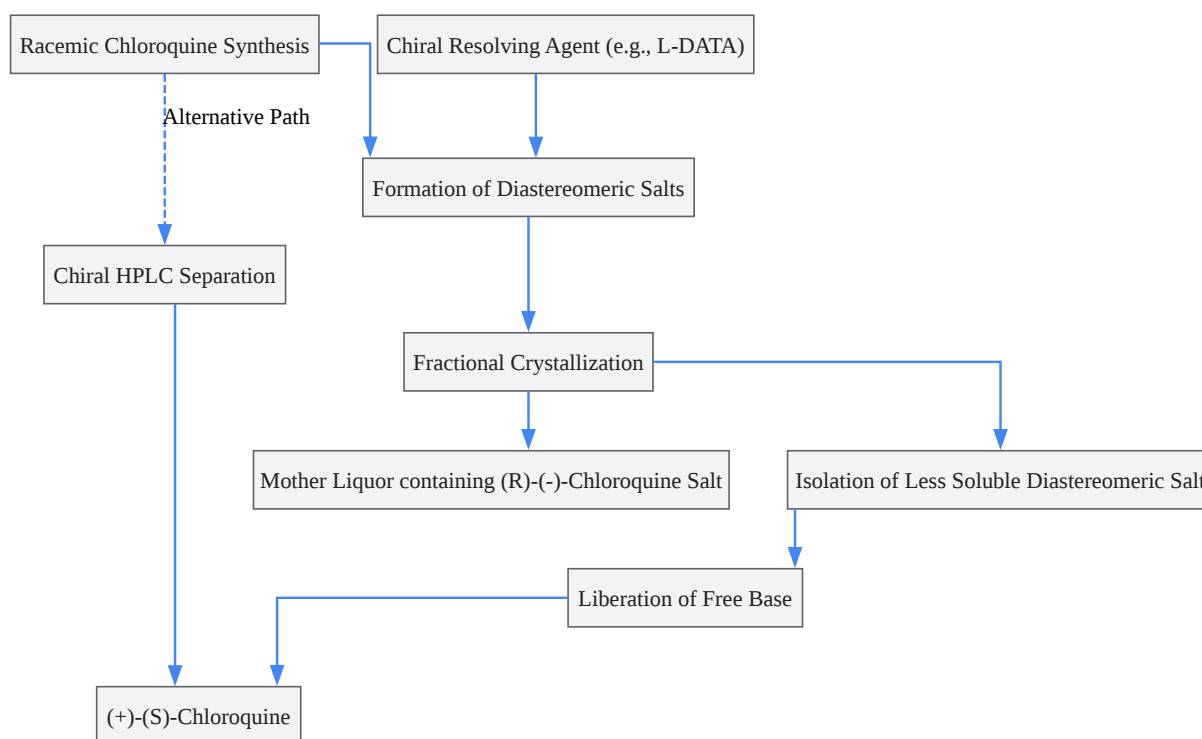 Racemic Chloroquine Synthesis
Chiral Resolving Agent (e.g., L-DATA)
Alternative Path
Formation of Diastereomeric Salts
Chiral HPLC Separation
Fractional Crystallization
Mother Liquor containing (R)-(-)-Chloroquine Salt
Isolation of Less Soluble Diastereomeric Salt
Liberation of Free Base
(+)-(S)-Chloroquine